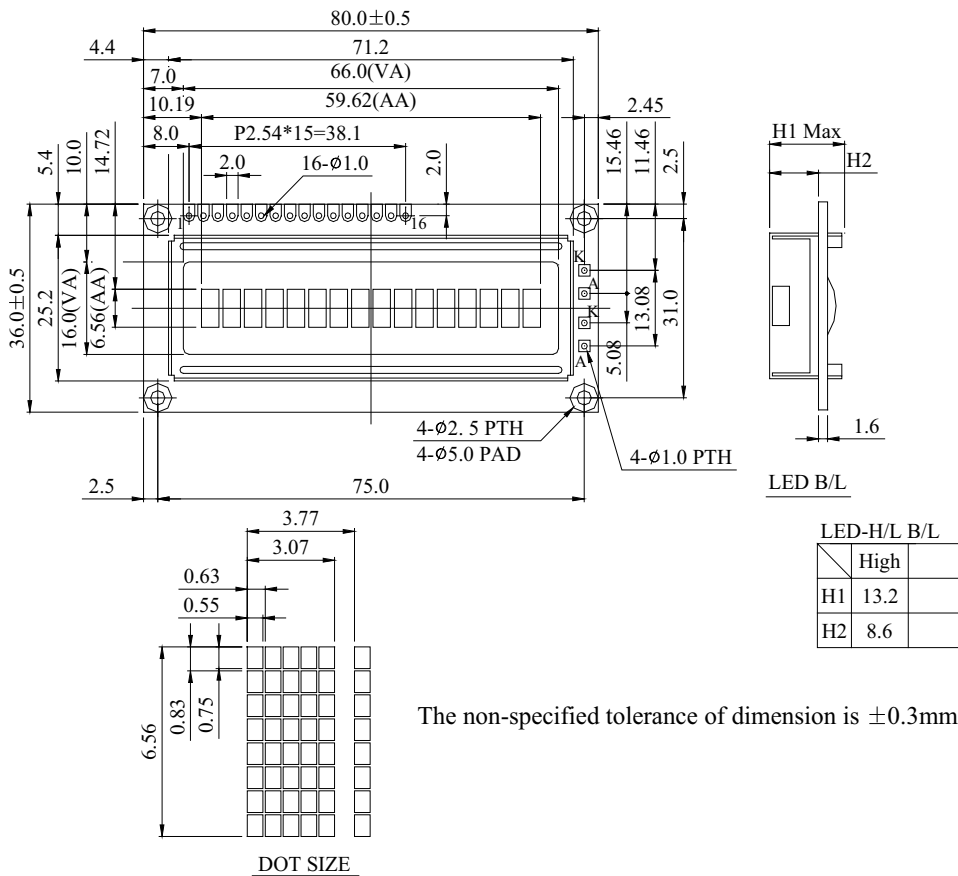 80.0±0.5
4.4
71.2
7.0
66.0(VA)
10.19
59.62(AA)
2.45
8.0
P2.54*15=38.1
2.0
16-ø1.0
2.0
5.4
10.0
14.72
15.46
11.46
2.5
H1 Max
H2
1
16
K
A
K
A
36.0±0.5
25.2
16.0(VA)
6.56(AA)
5.08
13.08
31.0
4-ø2. 5 PTH
4-ø5.0 PAD
4-ø1.0 PTH
1.6
LED B/L
2.5
75.0
3.77
3.07
0.63
0.55
6.56
0.83
0.75
DOT SIZE
LED-H/L B/L
High
H1 13.2
H2 8.6
The non-specified tolerance of dimension is ±0.3mm